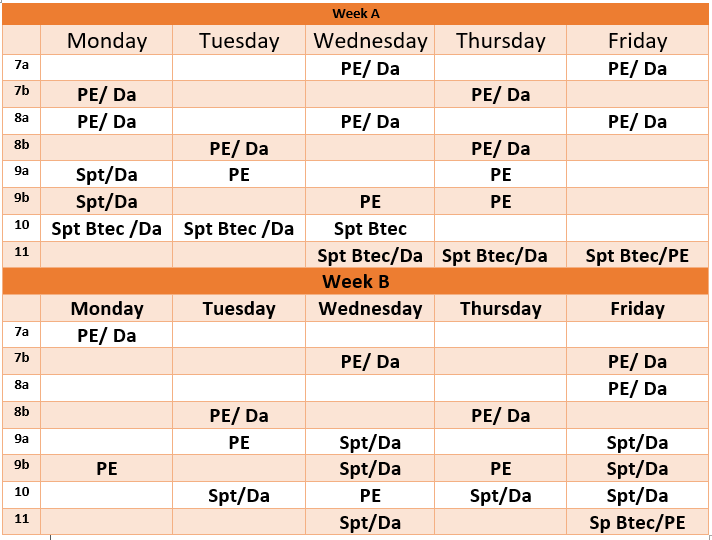 Week A
Monday Tuesday Wednesday Thursday Friday
7a PE/ Da PE/ Da
7b PE/ Da PE/ Da
8a PE/ Da PE/ Da PE/ Da
8b PE/ Da PE/ Da
9a Spt/Da PE PE
9b Spt/Da PE PE
10 Spt Btec /Da Spt Btec /Da Spt Btec
11 Spt Btec/Da Spt Btec/Da Spt Btec/PE
Week B
Monday Tuesday Wednesday Thursday Friday
7a PE/ Da
7b PE/ Da PE/ Da
8a PE/ Da
8b PE/ Da PE/ Da
9a PE Spt/Da Spt/Da
9b PE Spt/Da PE Spt/Da
10 Spt/Da PE Spt/Da Spt/Da
11 Spt/Da Sp Btec/PE